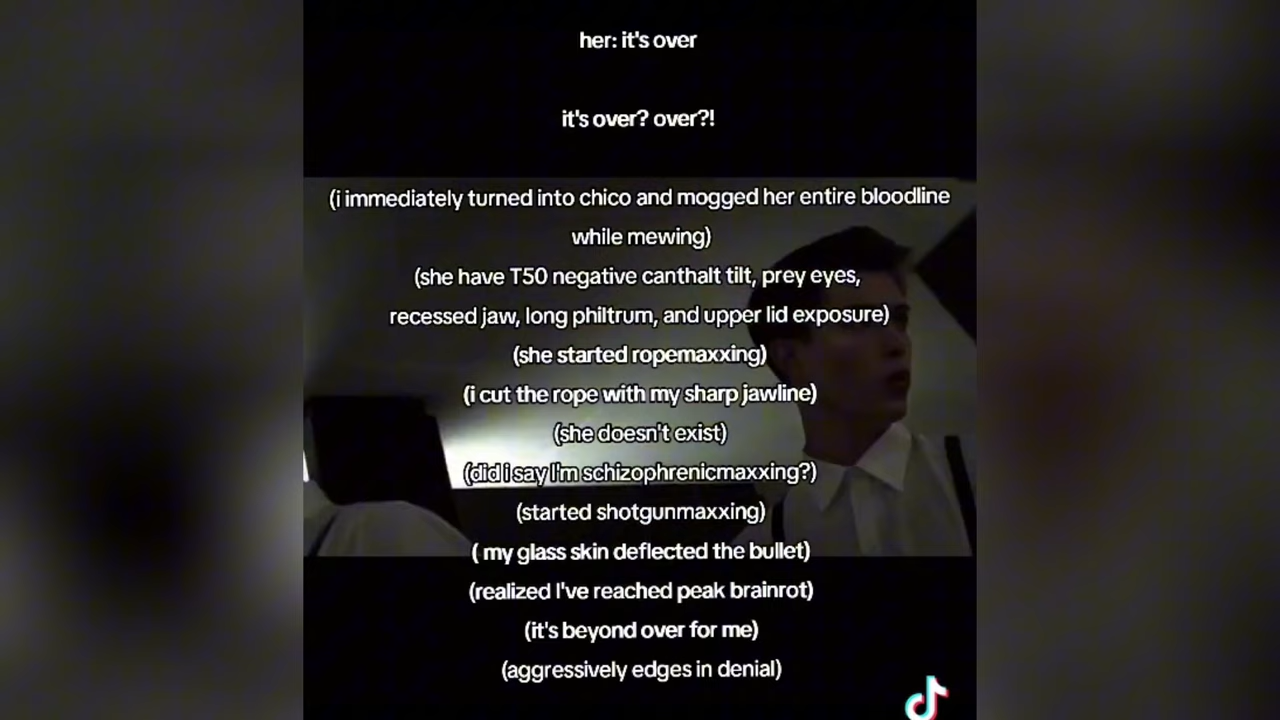 her: it's over
it's over? over?!
(i immediately turned into chico and mogged her entire bloodline
while mewing)
(she have T50 negative canthalt tilt, prey eyes,
recessed jaw, long philtrum, and upper lid exposure)
(she started ropemaxxing)
(i cut the rope with my sharp jawline)
(she doesn't exist)
(did i say I'm schizophrenicmaxxing?)
(started shotgunmaxxing)
( my glass skin deflected the bullet)
(realized I've reached peak brainrot)
(it's beyond over for me)
(aggressively edges in denial)